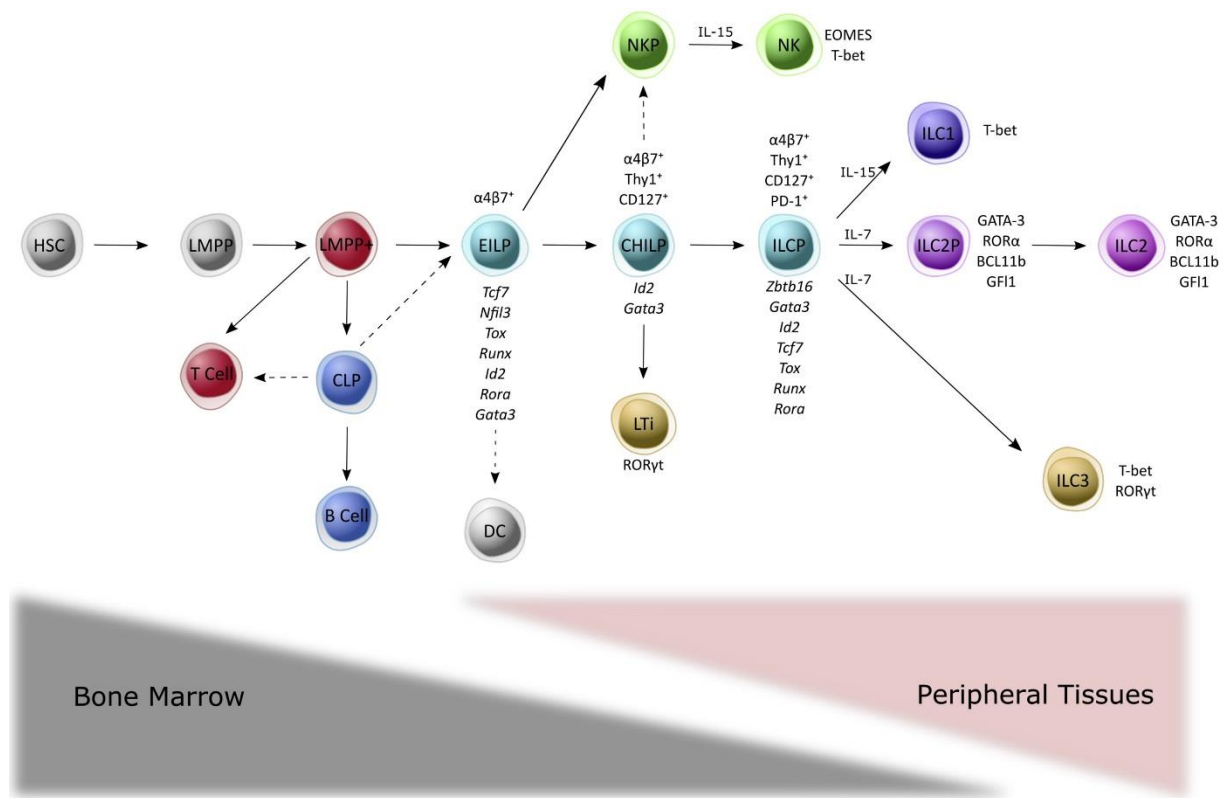 NKP
IL-15
NK
EOMES
T-bet
α4β7⁺
Thy1⁺
CD127⁺
α4β7⁺
Thy1⁺
CD127⁺
PD-1⁺
ILC1
T-bet
IL-15
α4β7⁺
HSC
LMPP
LMPP+
EILP
CHILP
ILCP
IL-7
ILC2P
GATA-3
RORα
BCL11b
GFI1
ILC2
GATA-3
RORα
BCL11b
GFI1
IL-7
Tcf7
Nfil3
Tox
Runx
Id2
Rora
Gata3
Id2
Gata3
Zbtb16
Gata3
Id2
Tcf7
Tox
Runx
Rora
T Cell
CLP
LTi
RORγt
ILC3
T-bet
RORγt
B Cell
DC
Bone Marrow
Peripheral Tissues